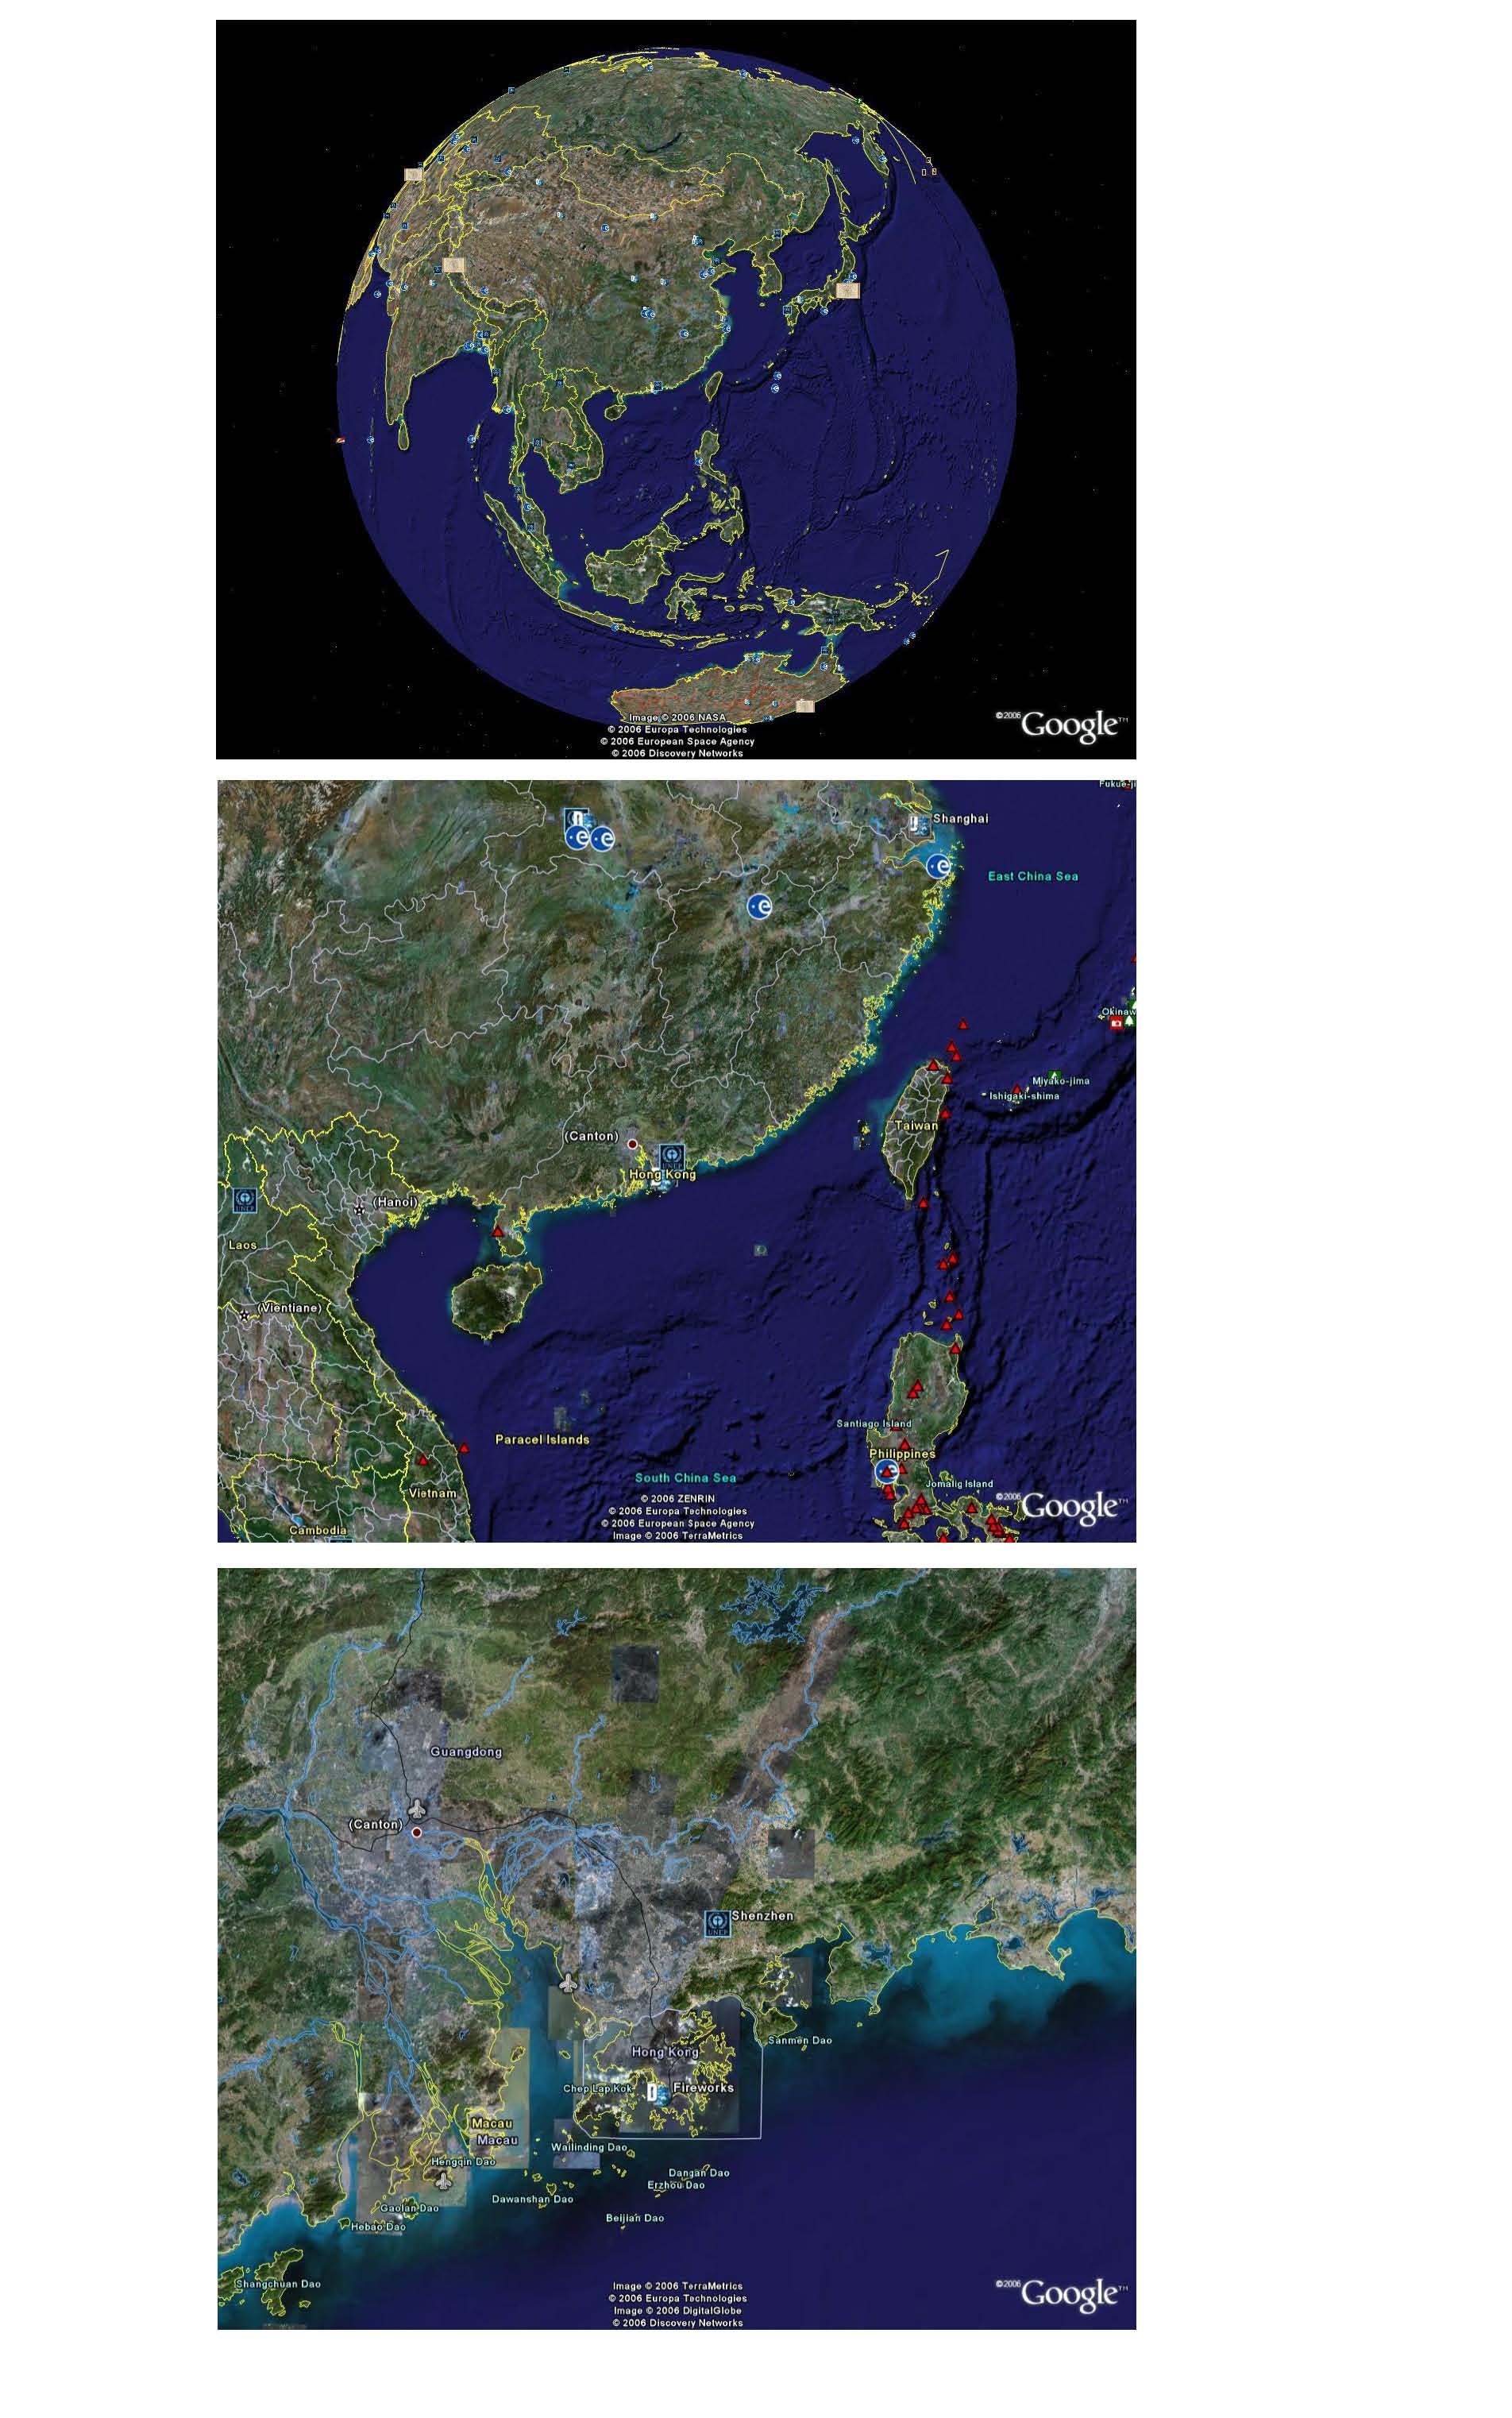 Image © 2006 NASA
© 2006 Europa Technologies
© 2006 European Space Agency
© 2006 Discovery Networks
©2006 Google™
Fukue-ji
Shanghai
East China Sea
Okinaw
Miyako-jima
Ishigaki-shima
Taiwan
(Canton)
UNEP
Hong Kong
(Hanoi)
UNEP
Laos
(Vientiane)
Santiago Island
Paracel Islands
Philippines
South China Sea
Jomalig Island
Vietnam
Cambodia
© 2006 ZENRIN
© 2006 Europa Technologies
© 2006 European Space Agency
Image © 2006 TerraMetrics
©2006 Google™
Guangdong
(Canton)
Shenzhen
UNEP
Sanmen Dao
Hong Kong
Chep Lap Kok
Fireworks
Macau
Macau
Wailinding Dao
Hengqin Dao
Dangan Dao
Erzhou Dao
Dawanshan Dao
Gaolan Dao
Beijian Dao
Hebao Dao
Shangchuan Dao
Image © 2006 TerraMetrics
© 2006 Europa Technologies
Image © 2006 DigitalGlobe
© 2006 Discovery Networks
©2006 Google™